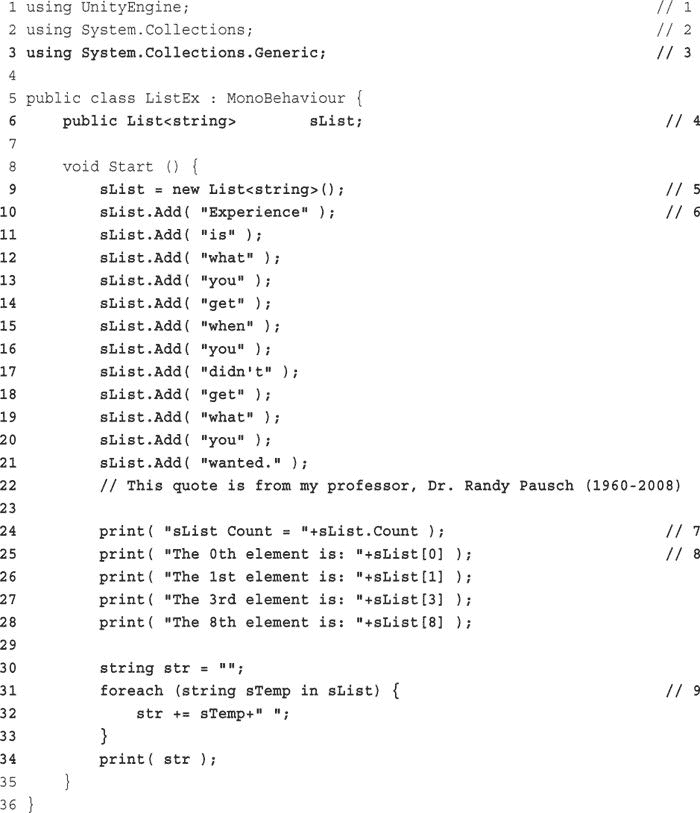 1 using UnityEngine; // 1
2 using System.Collections; // 2
3 using System.Collections.Generic; // 3
4
5 public class ListEx : MonoBehaviour {
6     public List<string>        sList; // 4
7
8     void Start () {
9         sList = new List<string>(); // 5
10         sList.Add( "Experience" ); // 6
11         sList.Add( "is" );
12         sList.Add( "what" );
13         sList.Add( "you" );
14         sList.Add( "get" );
15         sList.Add( "when" );
16         sList.Add( "you" );
17         sList.Add( "didn't" );
18         sList.Add( "get" );
19         sList.Add( "what" );
20         sList.Add( "you" );
21         sList.Add( "wanted." );
22         // This quote is from my professor, Dr. Randy Pausch (1960-2008)
23
24         print( "sList Count = "+sList.Count ); // 7
25         print( "The 0th element is: "+sList[0] ); // 8
26         print( "The 1st element is: "+sList[1] );
27         print( "The 3rd element is: "+sList[3] );
28         print( "The 8th element is: "+sList[8] );
29
30         string str = "";
31         foreach (string sTemp in sList) { // 9
32             str += sTemp+" ";
33         }
34         print( str );
35     }
36 }